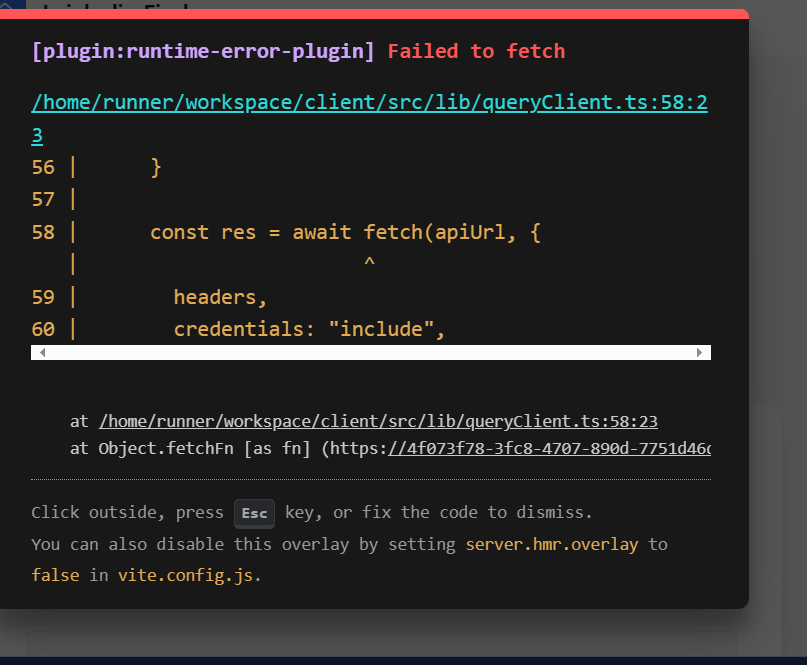 [plugin:runtime-error-plugin] Failed to fetch
/home/runner/workspace/client/src/lib/queryClient.ts:58:2
3
56 |      }
57 |
58 |      const res = await fetch(apiUrl, {
   |                        ^
59 |        headers,
60 |        credentials: "include",
at /home/runner/workspace/client/src/lib/queryClient.ts:58:23
at Object.fetchFn [as fn] (https://4f073f78-3fc8-4707-890d-7751d46
Click outside, press Esc key, or fix the code to dismiss.
You can also disable this overlay by setting server.hmr.overlay to
false in vite.config.js.